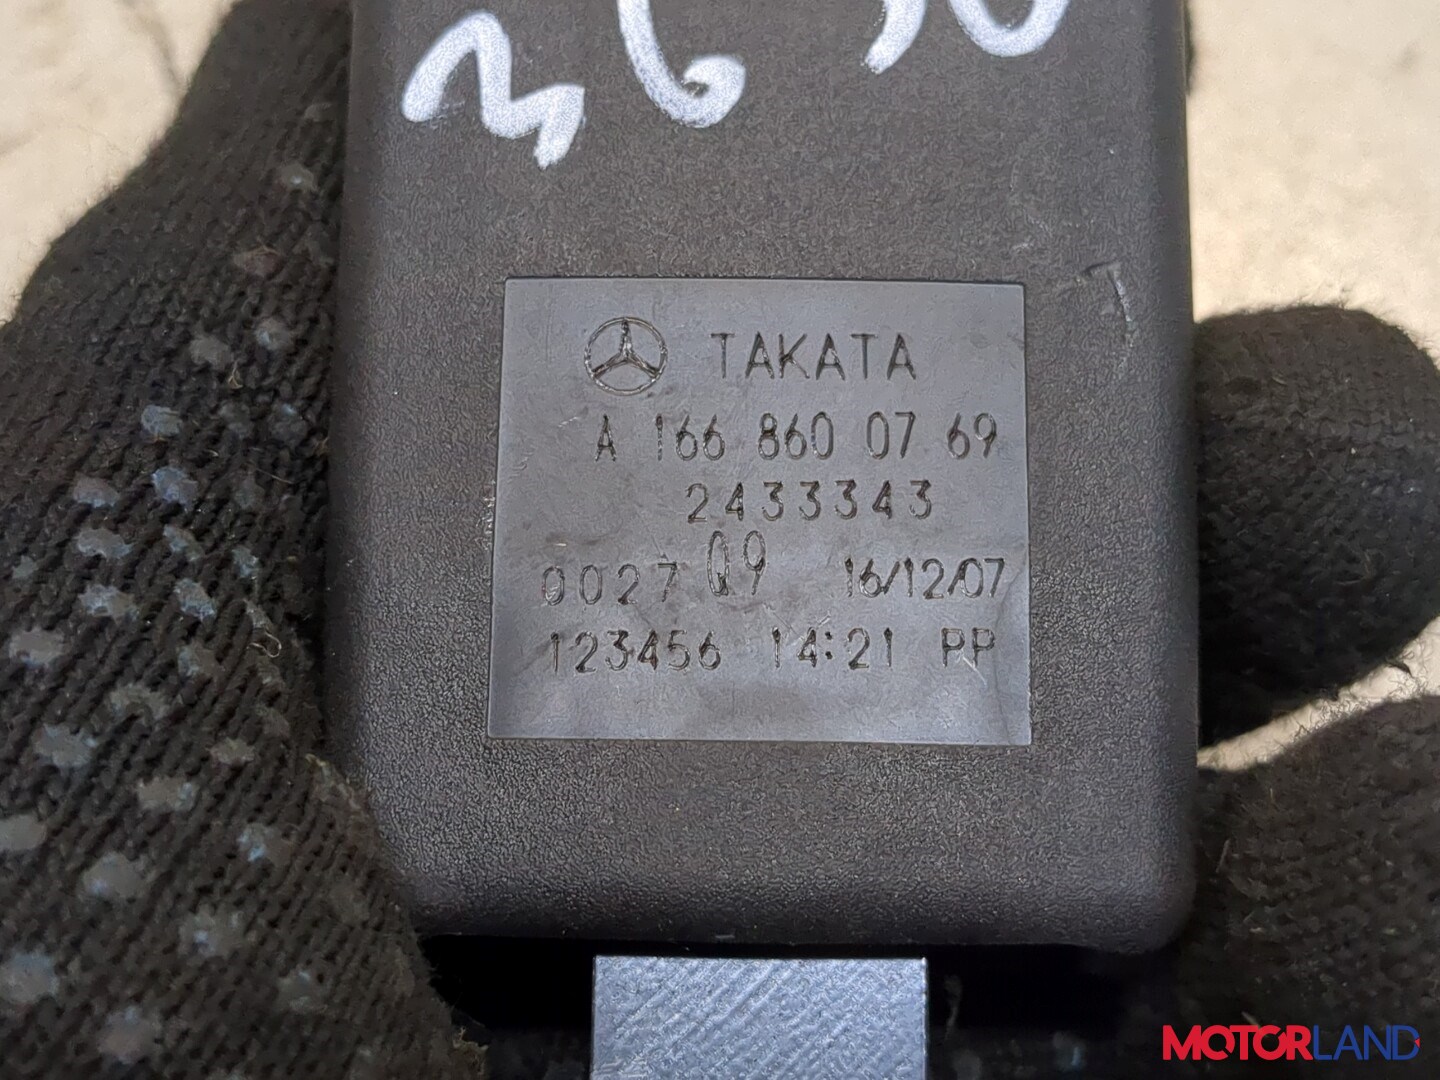 TAKATA
A 166 860 07 69
2433343
0027 Q9 16/12/07
123456 14:21 PP
MOTORLAND